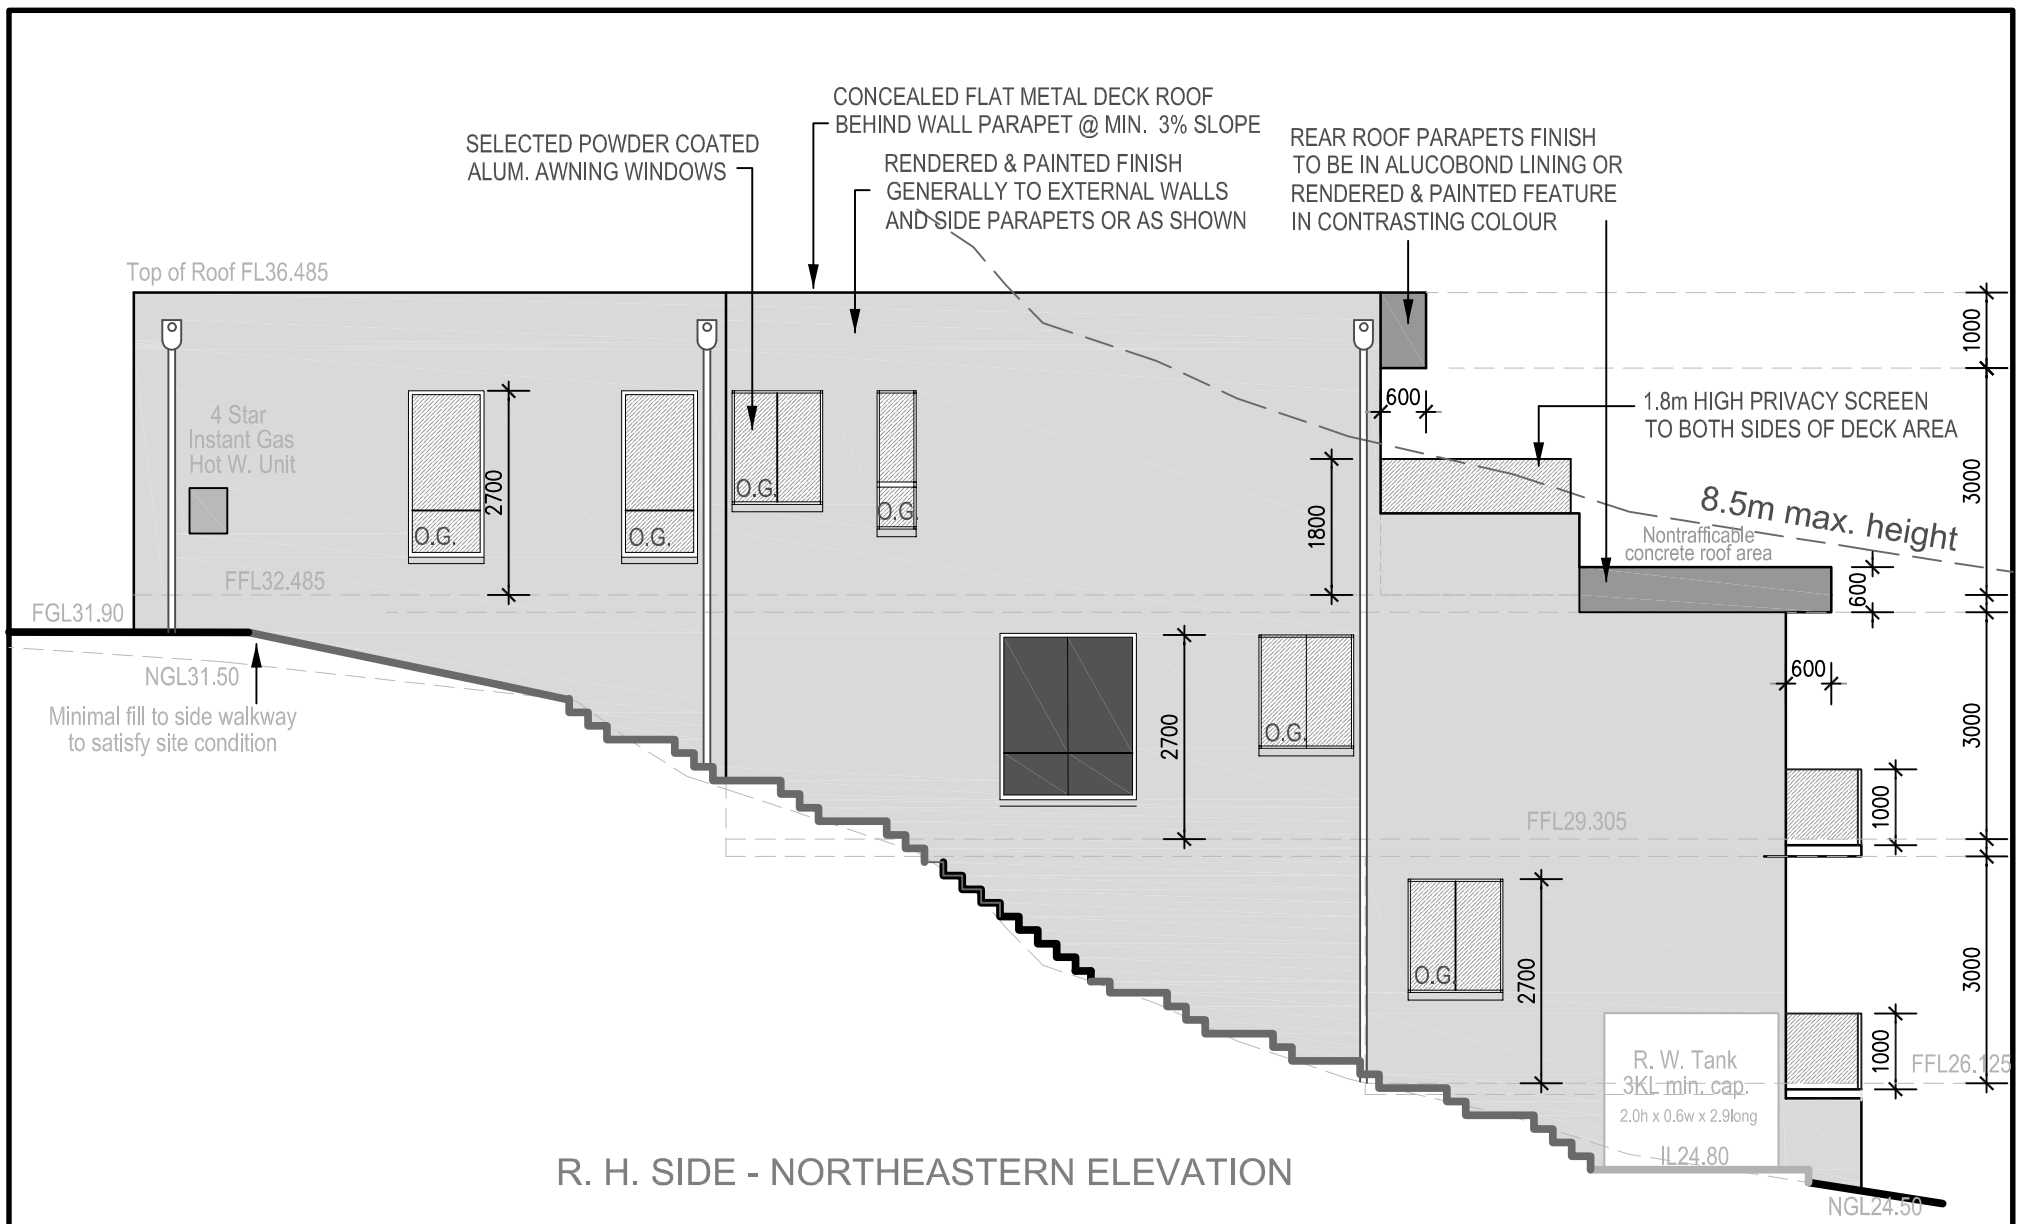 CONCEALED FLAT METAL DECK ROOF
BEHIND WALL PARAPET @ MIN. 3% SLOPE
SELECTED POWDER COATED
ALUM. AWNING WINDOWS
RENDERED & PAINTED FINISH
GENERALLY TO EXTERNAL WALLS
AND SIDE PARAPETS OR AS SHOWN
REAR ROOF PARAPETS FINISH
TO BE IN ALUCOBOND LINING OR
RENDERED & PAINTED FEATURE
IN CONTRASTING COLOUR
Top of Roof FL36.485
1000
600
1.8m HIGH PRIVACY SCREEN
TO BOTH SIDES OF DECK AREA
4 Star
Instant Gas
Hot W. Unit
2700
O.G.
O.G.
O.G.
O.G.
1800
3000
8.5m max. height
Nontrafficable
concrete roof area
600
FFL32.485
FGL31.90
NGL31.50
Minimal fill to side walkway
to satisfy site condition
2700
O.G.
600
3000
1000
FFL29.305
O.G.
2700
3000
1000
FFL26.125
R. W. Tank
3KL min. cap.
2.0h x 0.6w x 2.9long
IL24.80
NGL24.50
R. H. SIDE - NORTHEASTERN ELEVATION